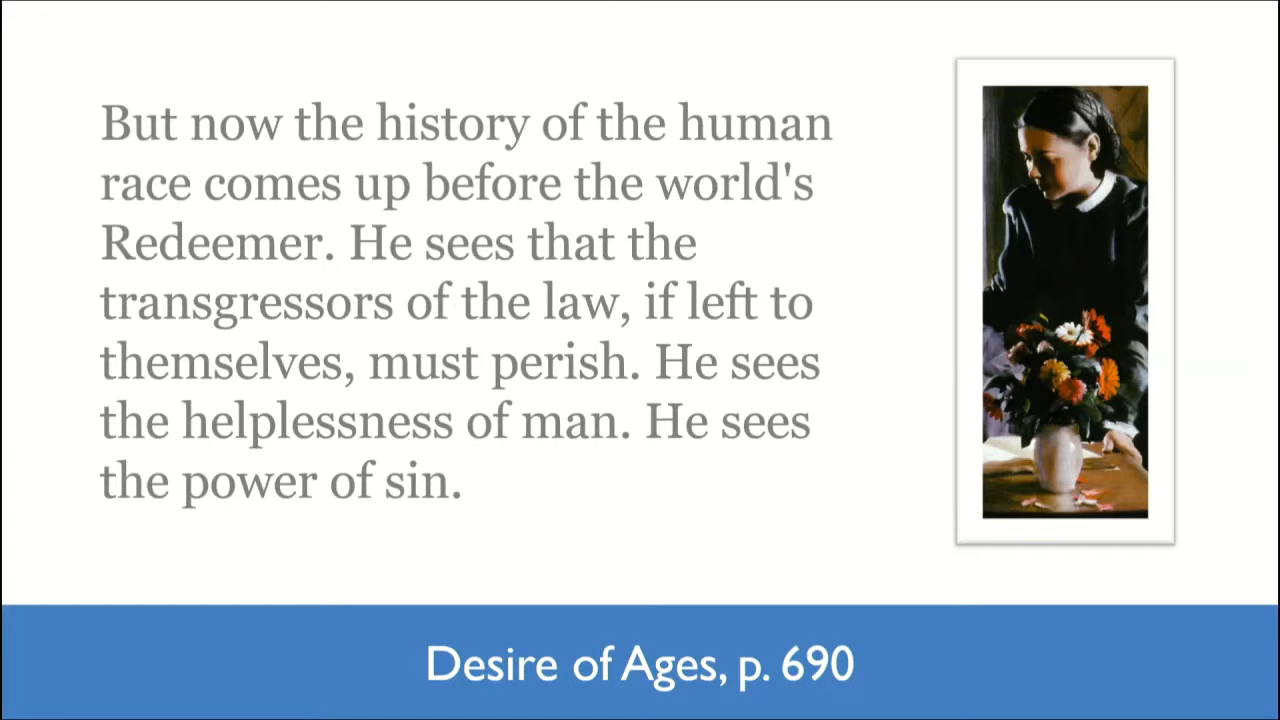 But now the history of the human
race comes up before the world's
Redeemer. He sees that the
transgressors of the law, if left to
themselves, must perish. He sees
the helplessness of man. He sees
the power of sin.
Desire of Ages, p. 690